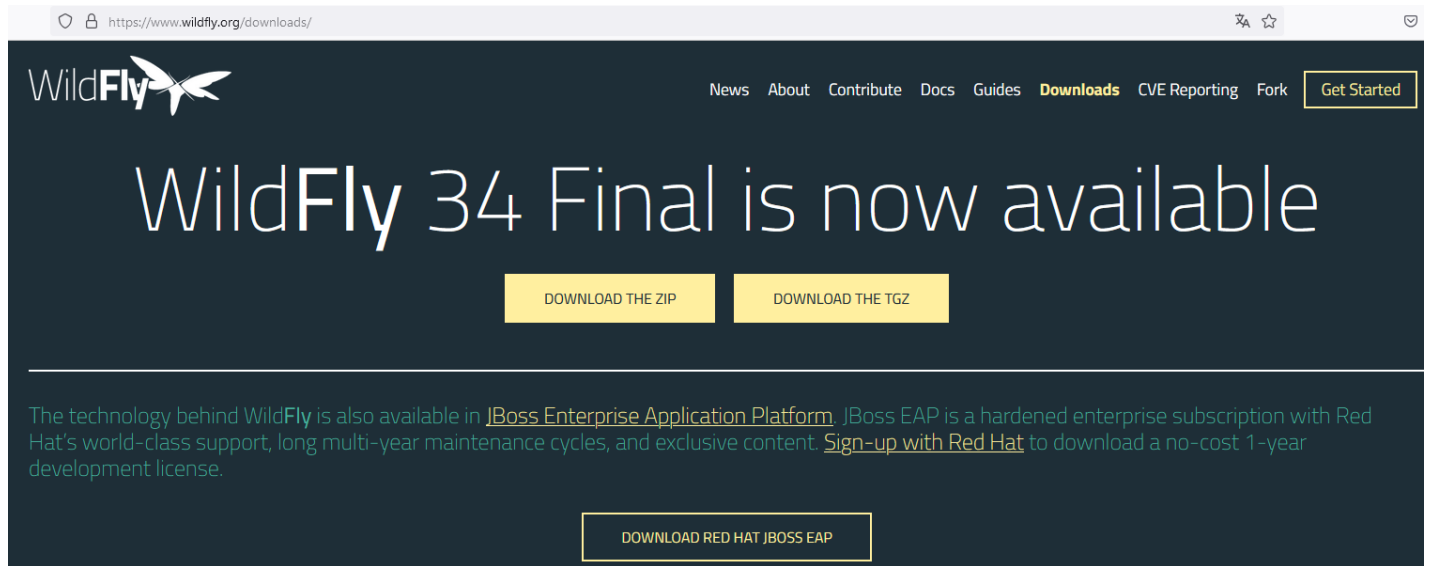 https://www.wildfly.org/downloads/
WildFly
News About Contribute Docs Guides Downloads CVE Reporting Fork Get Started
WildFly 34 Final is now available
DOWNLOAD THE ZIP DOWNLOAD THE TGZ
The technology behind WildFly is also available in JBoss Enterprise Application Platform. JBoss EAP is a hardened enterprise subscription with Red
Hat's world-class support, long multi-year maintenance cycles, and exclusive content. Sign-up with Red Hat to download a no-cost 1-year
development license.
DOWNLOAD RED HAT JBOSS EAP